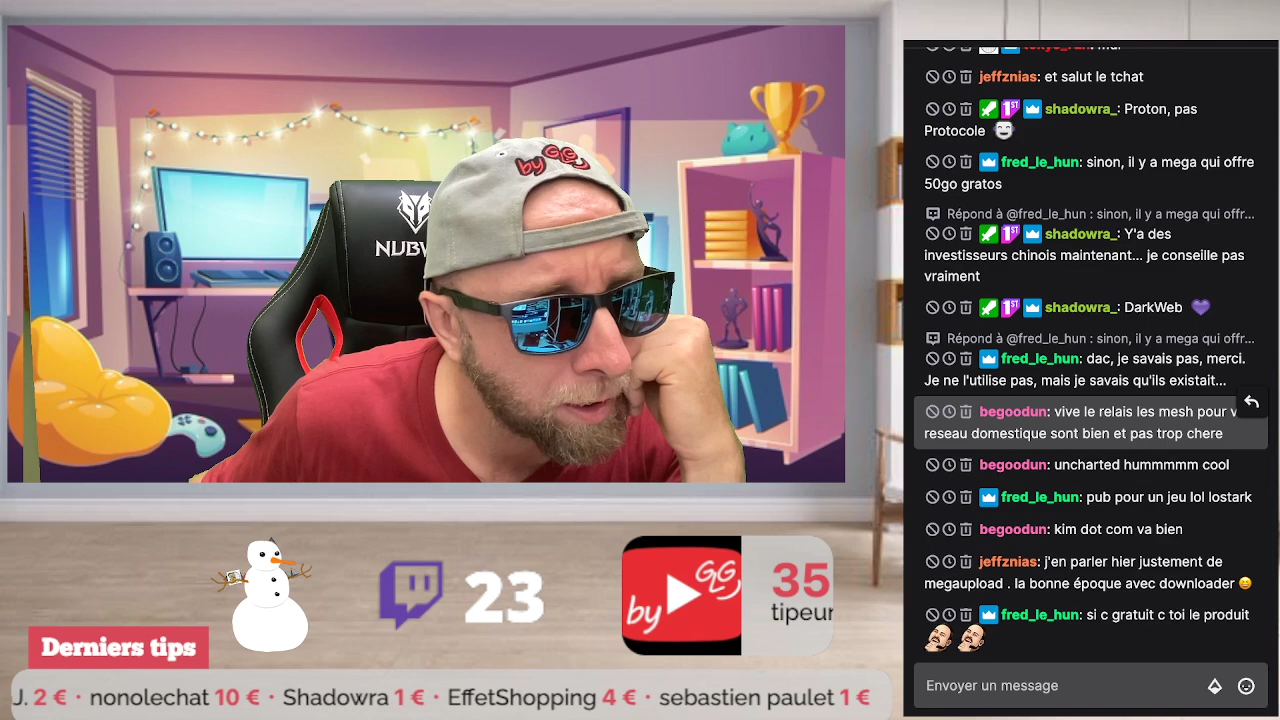 by GG
NUBW
23
by GG
35
tipeur
Derniers tips
J. 2 € · nonolechat 10 € · Shadowra 1 € · EffetShopping 4 € · sebastien paulet 1 €
jeffznias: et salut le tchat
1ST shadowra_: Proton, pas
Protocole
fred_le_hun: sinon, il y a mega qui offre
50go gratos
Répond à @fred_le_hun : sinon, il y a mega qui offr...
1ST shadowra_: Y'a des
investisseurs chinois maintenant... je conseille pas
vraiment
1ST shadowra_: DarkWeb 💜
Répond à @fred_le_hun : sinon, il y a mega qui offr...
fred_le_hun: dac, je savais pas, merci.
Je ne l'utilise pas, mais je savais qu'ils existait...
begoodun: vive le relais les mesh pour v
reseau domestique sont bien et pas trop chere
begoodun: uncharted hummmmm cool
fred_le_hun: pub pour un jeu lol lostark
begoodun: kim dot com va bien
jeffznias: j'en parler hier justement de
megaupload . la bonne époque avec downloader 😄
fred_le_hun: si c gratuit c toi le produit
Envoyer un message